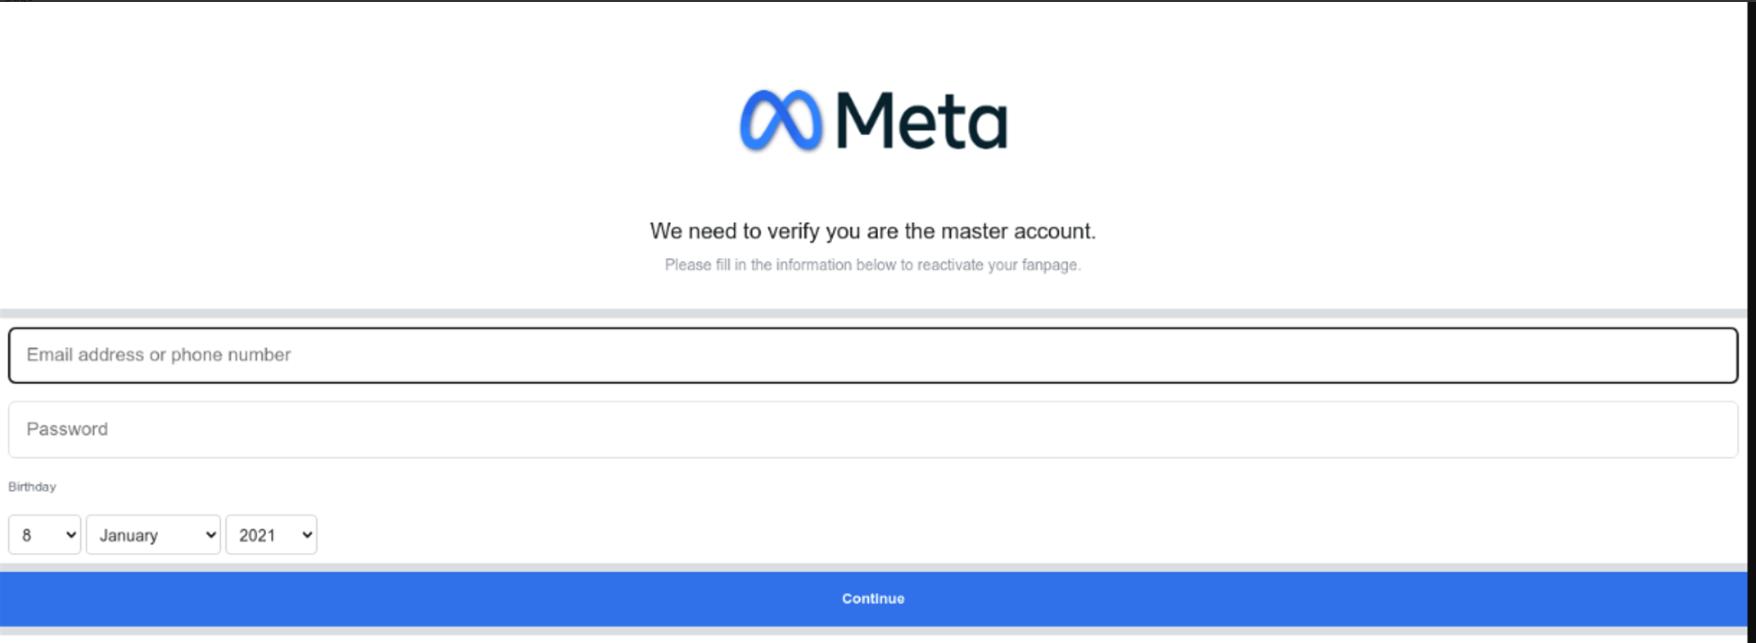 Meta
We need to verify you are the master account.
Please fill in the information below to reactivate your fanpage.
Email address or phone number
Password
Birthday
8 January 2021
Continue